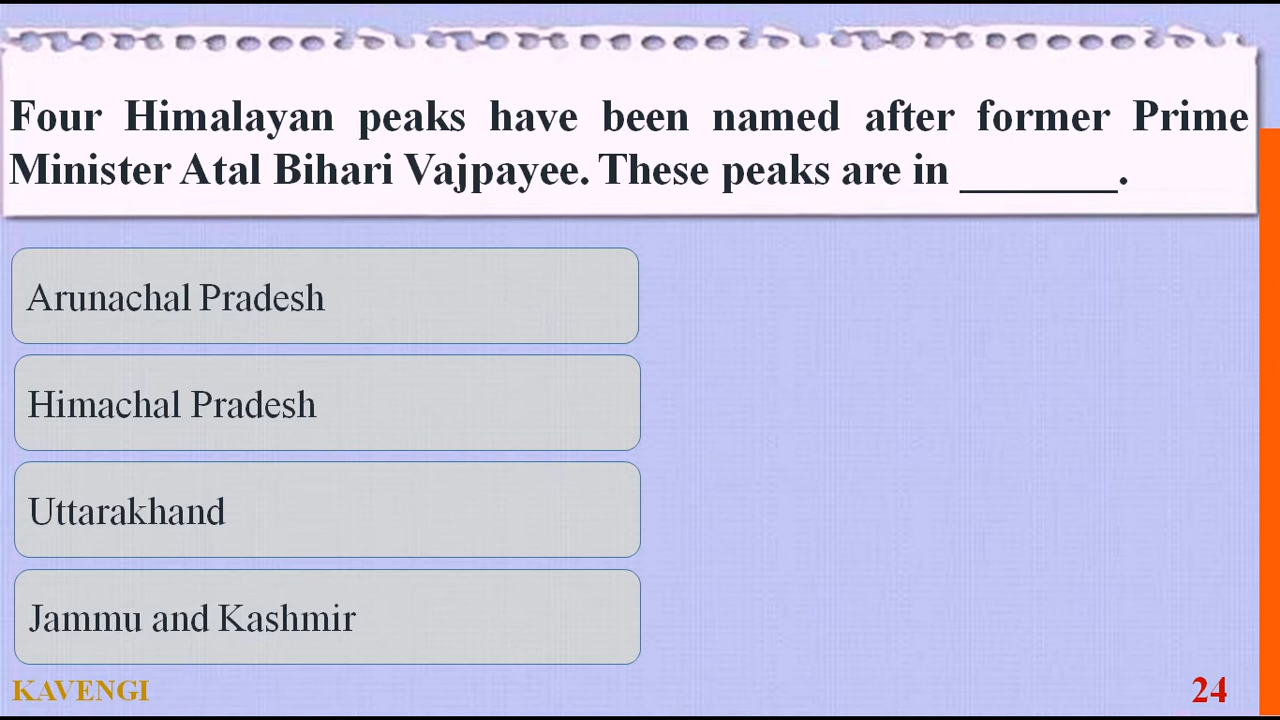 Four Himalayan peaks have been named after former Prime
Minister Atal Bihari Vajpayee. These peaks are in _______.
Arunachal Pradesh
Himachal Pradesh
Uttarakhand
Jammu and Kashmir
KAVENGI
24